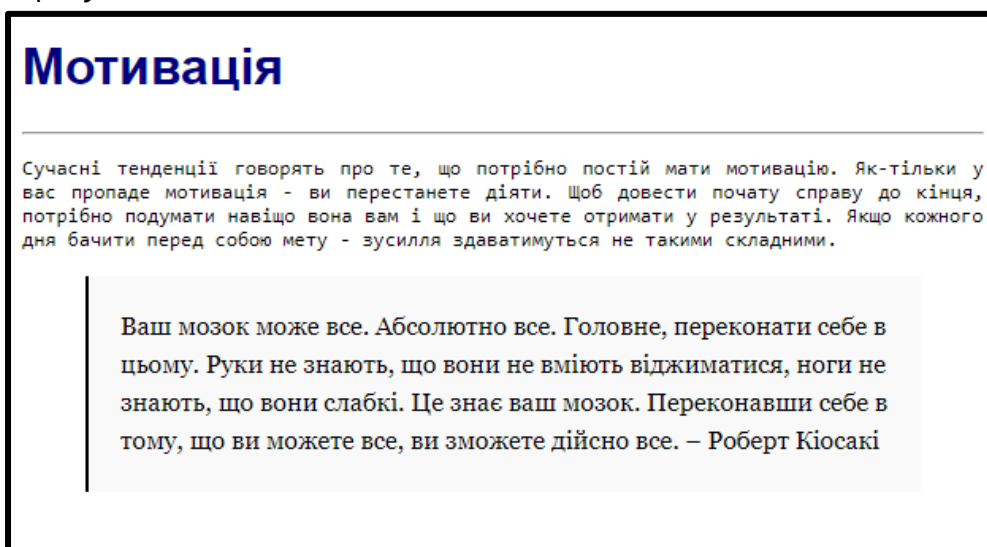 Мотивація
Сучасні тенденції говорять про те, що потрібно постій мати мотивацію. Як-тільки у
вас пропаде мотивація - ви перестанете діяти. Щоб довести почату справу до кінця,
потрібно подумати навіщо вона вам і що ви хочете отримати у результаті. Якщо кожного
дня бачити перед собою мету - зусилля здаватимуться не такими складними.
Ваш мозок може все. Абсолютно все. Головне, переконати себе в
цьому. Руки не знають, що вони не вміють віджиматися, ноги не
знають, що вони слабкі. Це знає ваш мозок. Переконавши себе в
тому, що ви можете все, ви зможете дійсно все. – Роберт Кіосакі